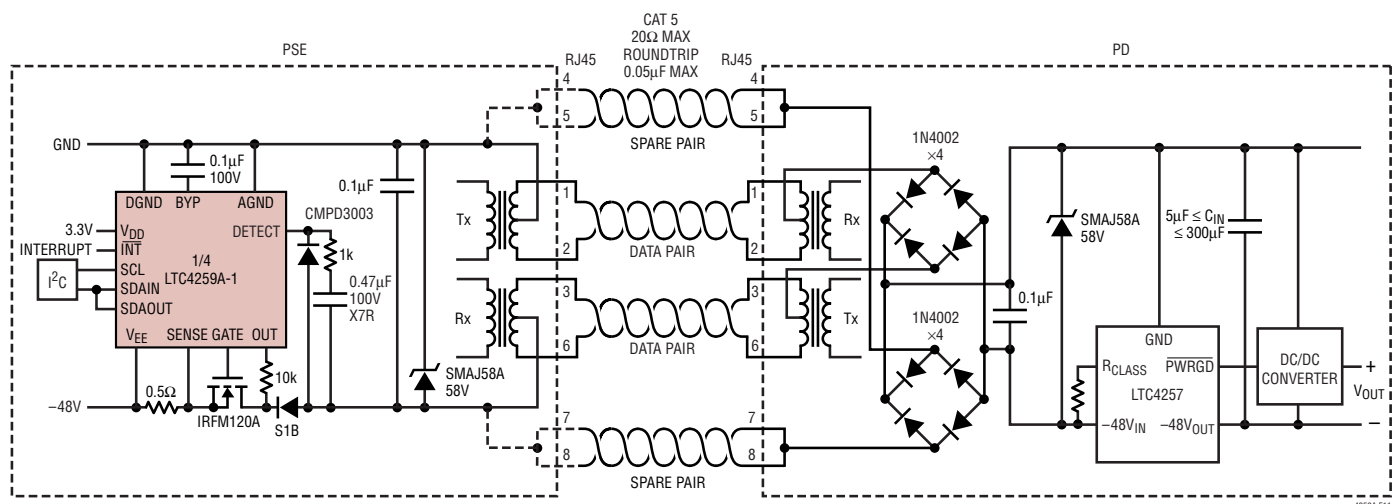 CAT 5
20Ω MAX
ROUNDTRIP
0.05µF MAX
PSE
RJ45
RJ45
PD
4
5
4
5
SPARE PAIR
GND
0.1µF
100V
0.1µF
DGND BYP AGND
CMPD3003
3.3V
VDD
DETECT
INTERRUPT
INT
1/4
LTC4259A-1
I2C
SCL
SDAIN
SDAOUT
1k
0.47µF
100V
X7R
VEE SENSE GATE OUT
0.5Ω
10k
–48V
IRFM120A
S1B
SMAJ58A
58V
Tx
1
2
DATA PAIR
1
2
Rx
Rx
3
6
DATA PAIR
3
6
Tx
7
8
SPARE PAIR
7
8
1N4002
×4
1N4002
×4
0.1µF
SMAJ58A
58V
5µF ≤ CIN
≤ 300µF
GND
RCLASS
PWRGD
LTC4257
–48VIN
–48VOUT
DC/DC
CONVERTER
+
VOUT
–